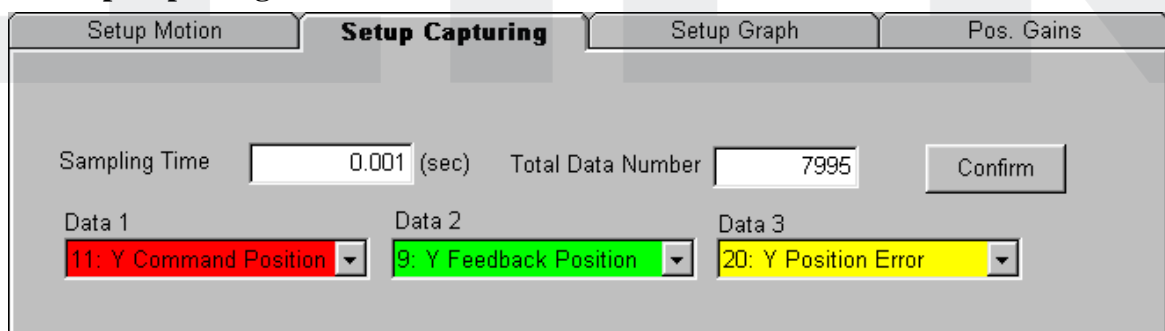 Setup Motion Setup Capturing Setup Graph Pos. Gains
Sampling Time 0.001 (sec) Total Data Number 7995 Confirm
Data 1 Data 2 Data 3
11: Y Command Position 9: Y Feedback Position 20: Y Position Error